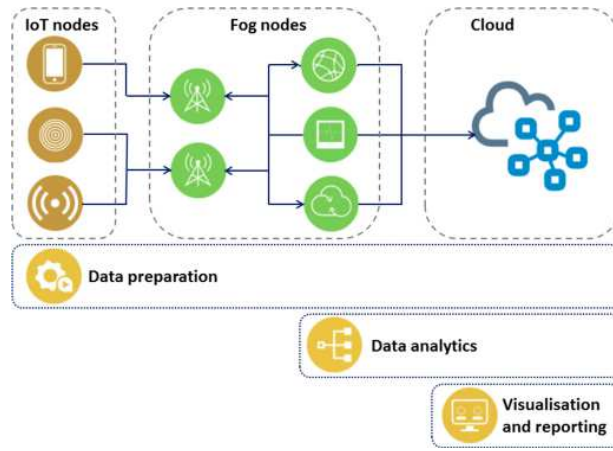 IoT nodes
Fog nodes
Cloud
Data preparation
Data analytics
Visualisation
and reporting